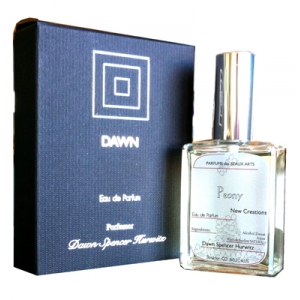 DAWN
Eau de Parfum
Perfumer
Dawn Spencer Hurwitz
PARFUMS des BEAUX ARTS
Peony
New Creations
Eau de Parfum
Dawn Spencer Hurwitz